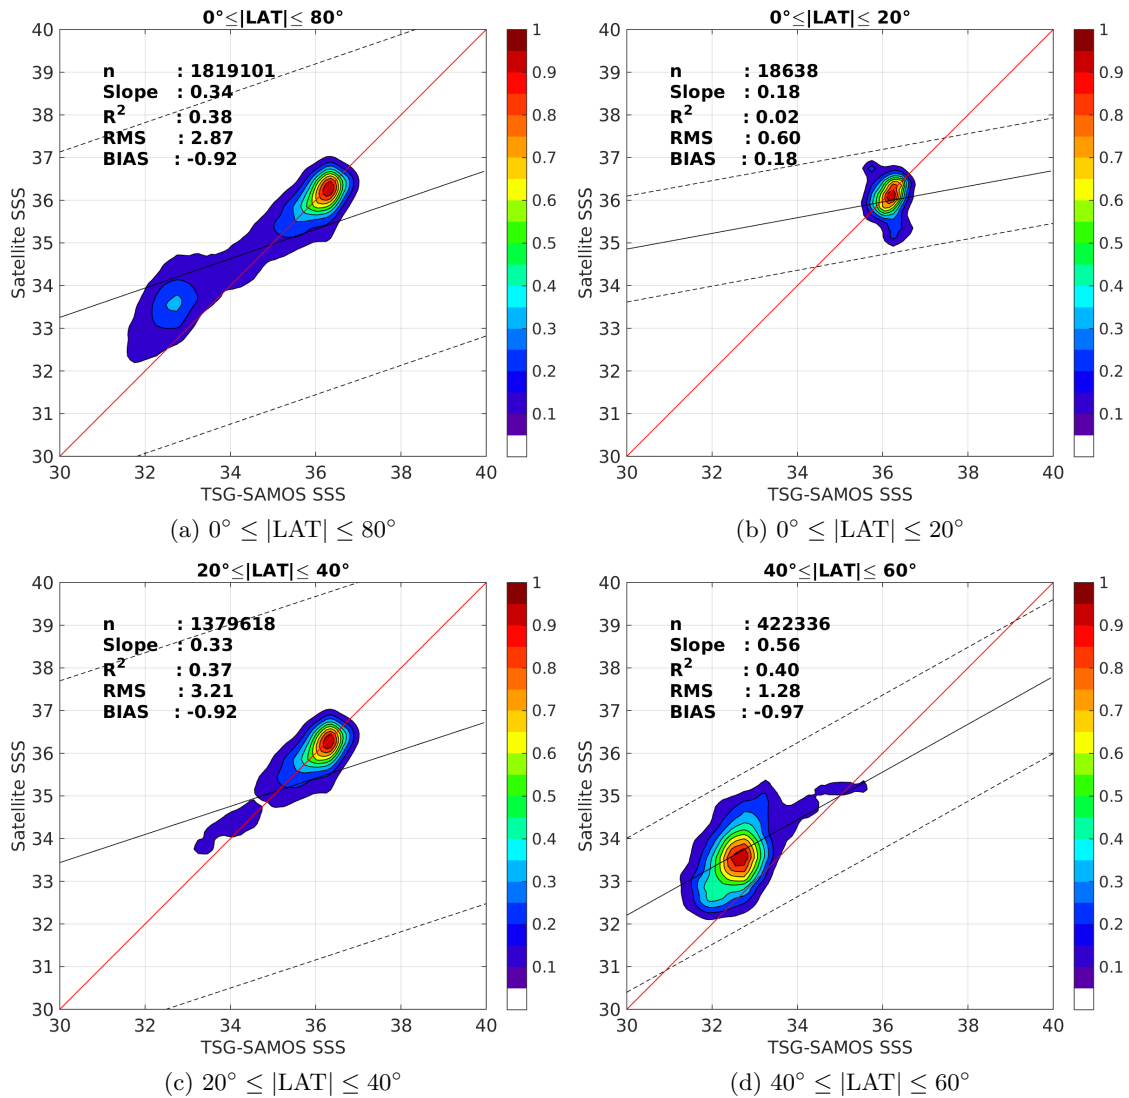 0°≤|LAT|≤ 80°
n : 1819101
Slope : 0.34
R² : 0.38
RMS : 2.87
BIAS : -0.92
40
39
38
37
36
35
34
33
32
31
30
30 32 34 36 38 40
Satellite SSS
TSG-SAMOS SSS
1
0.9
0.8
0.7
0.6
0.5
0.4
0.3
0.2
0.1
(a) 0° ≤ |LAT| ≤ 80°
0°≤|LAT|≤ 20°
n : 18638
Slope : 0.18
R² : 0.02
RMS : 0.60
BIAS : 0.18
40
39
38
37
36
35
34
33
32
31
30
30 32 34 36 38 40
Satellite SSS
TSG-SAMOS SSS
1
0.9
0.8
0.7
0.6
0.5
0.4
0.3
0.2
0.1
(b) 0° ≤ |LAT| ≤ 20°
20°≤|LAT|≤ 40°
n : 1379618
Slope : 0.33
R² : 0.37
RMS : 3.21
BIAS : -0.92
40
39
38
37
36
35
34
33
32
31
30
30 32 34 36 38 40
Satellite SSS
TSG-SAMOS SSS
1
0.9
0.8
0.7
0.6
0.5
0.4
0.3
0.2
0.1
(c) 20° ≤ |LAT| ≤ 40°
40°≤|LAT|≤ 60°
n : 422336
Slope : 0.56
R² : 0.40
RMS : 1.28
BIAS : -0.97
40
39
38
37
36
35
34
33
32
31
30
30 32 34 36 38 40
Satellite SSS
TSG-SAMOS SSS
1
0.9
0.8
0.7
0.6
0.5
0.4
0.3
0.2
0.1
(d) 40° ≤ |LAT| ≤ 60°